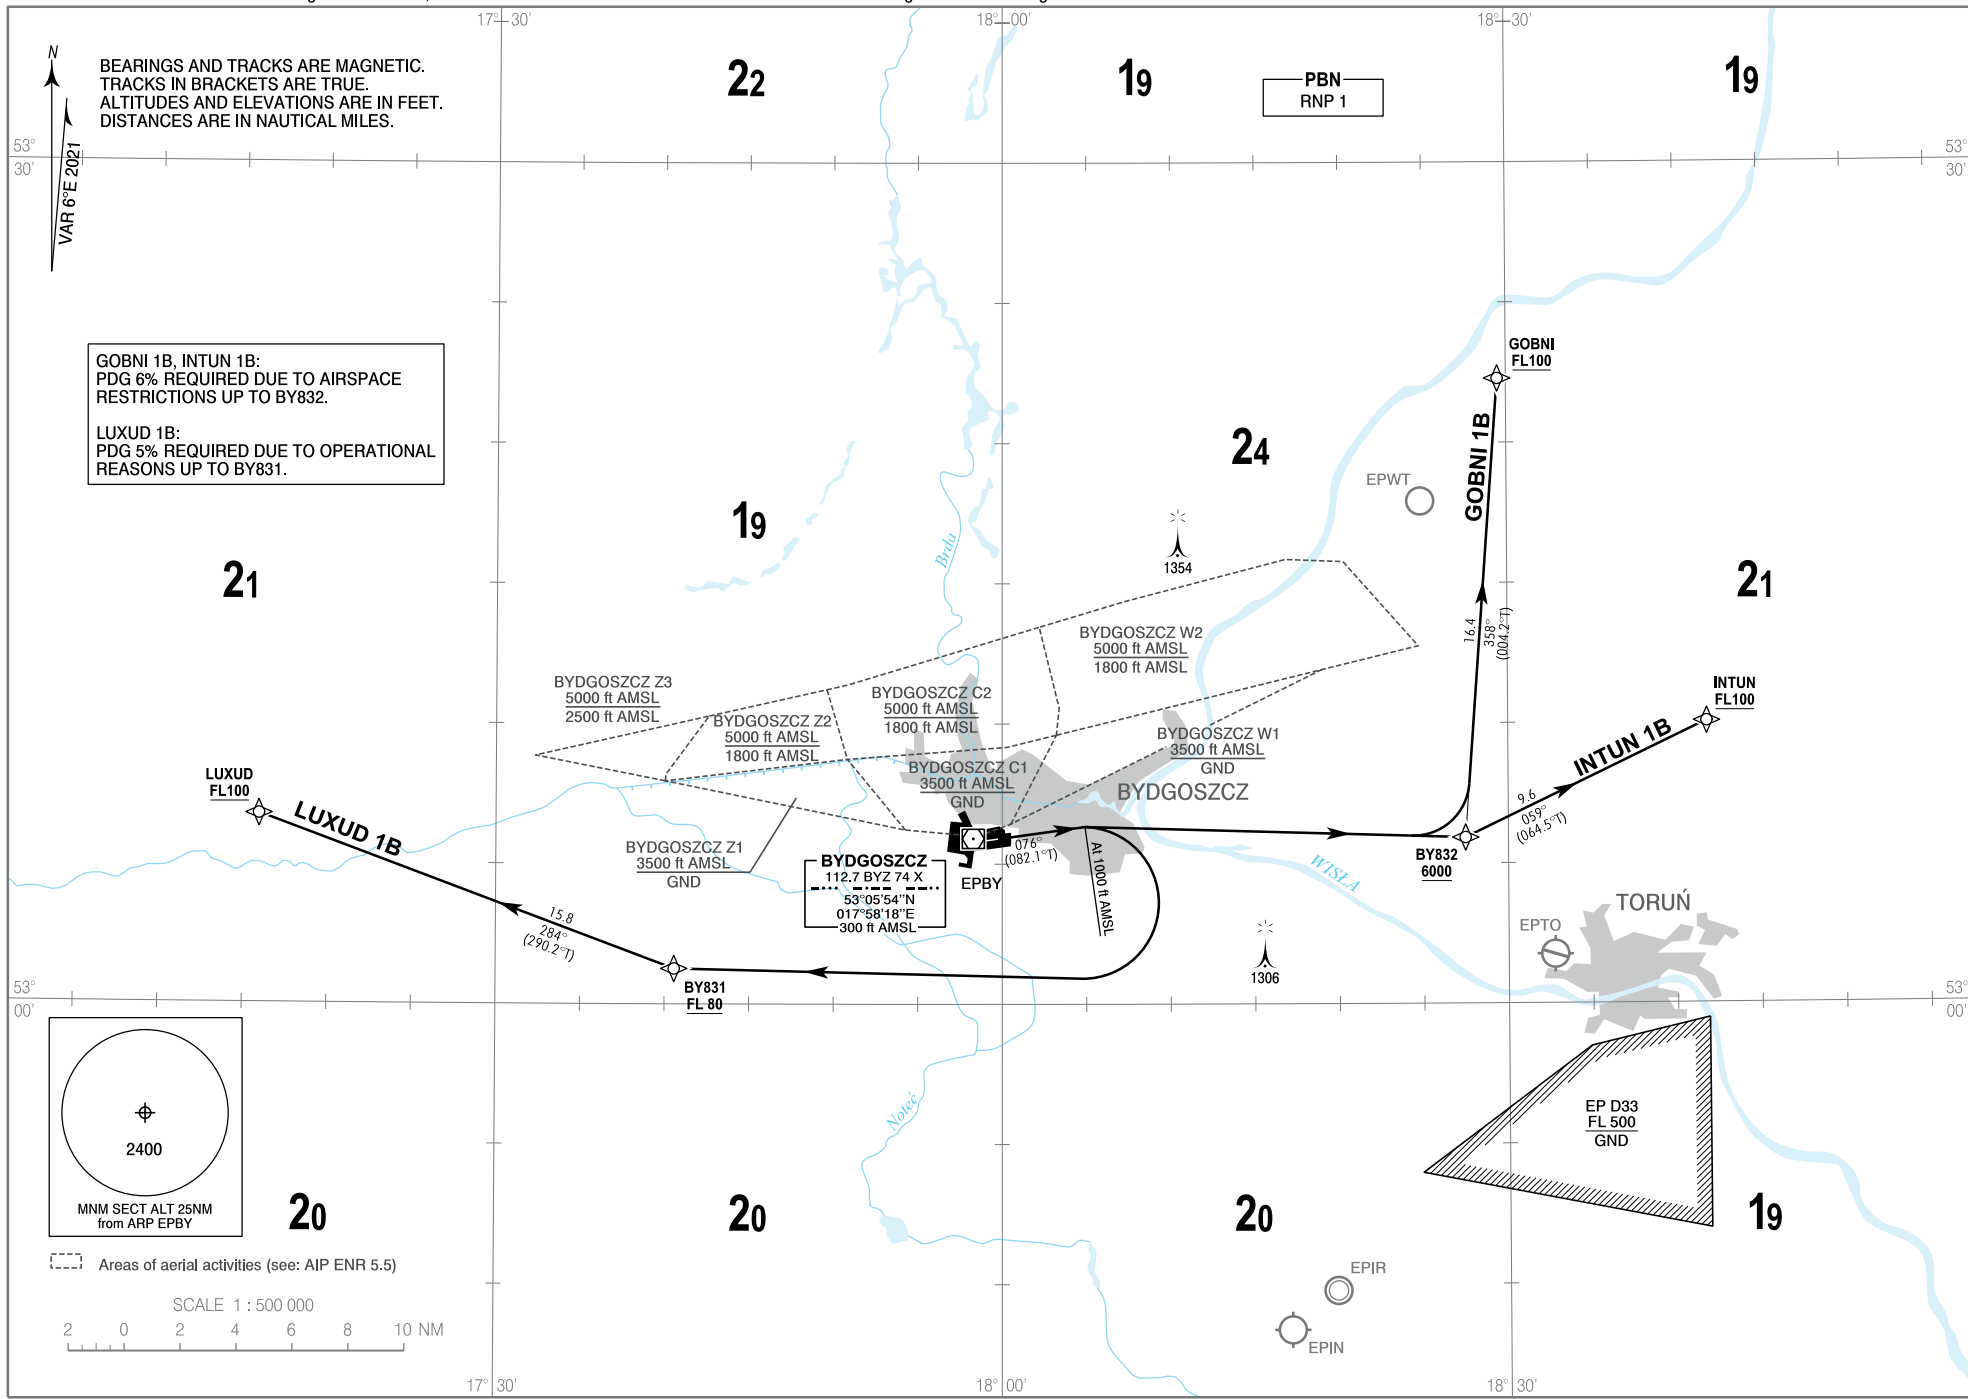 17° 30'
18° 00'
18° 30'
N
VAR 6°E 2021
BEARINGS AND TRACKS ARE MAGNETIC.
TRACKS IN BRACKETS ARE TRUE.
ALTITUDES AND ELEVATIONS ARE IN FEET.
DISTANCES ARE IN NAUTICAL MILES.
22
19
PBN
RNP 1
19
53°
30'
53°
30'
GOBNI 1B, INTUN 1B:
PDG 6% REQUIRED DUE TO AIRSPACE
RESTRICTIONS UP TO BY832.
LUXUD 1B:
PDG 5% REQUIRED DUE TO OPERATIONAL
REASONS UP TO BY831.
GOBNI
FL100
GOBNI 1B
24
EPWT
19
Brda
1354
21
21
16.4
358°
(004.2°T)
BYDGOSZCZ W2
5000 ft AMSL
1800 ft AMSL
BYDGOSZCZ Z3
5000 ft AMSL
2500 ft AMSL
BYDGOSZCZ C2
5000 ft AMSL
1800 ft AMSL
BYDGOSZCZ Z2
5000 ft AMSL
1800 ft AMSL
BYDGOSZCZ W1
3500 ft AMSL
GND
BYDGOSZCZ C1
3500 ft AMSL
GND
INTUN
FL100
INTUN 1B
9.6
059°
(064.5°T)
LUXUD
FL100
LUXUD 1B
BYDGOSZCZ
BYDGOSZCZ Z1
3500 ft AMSL
GND
076°
(082.1°T)
At 1000 ft AMSL
BY832
6000
WISŁA
BYDGOSZCZ
112.7 BYZ 74 X
53°05'54"N
017°58'18"E
300 ft AMSL
EPBY
TORUŃ
EPTO
15.8
284°
(290.2°T)
BY831
FL 80
1306
53°
00'
53°
00'
2400
MNM SECT ALT 25NM
from ARP EPBY
Noteć
EP D33
FL 500
GND
20
20
20
19
Areas of aerial activities (see: AIP ENR 5.5)
EPIR
EPIN
SCALE 1 : 500 000
2 0 2 4 6 8 10 NM
17° 30'
18° 00'
18° 30'